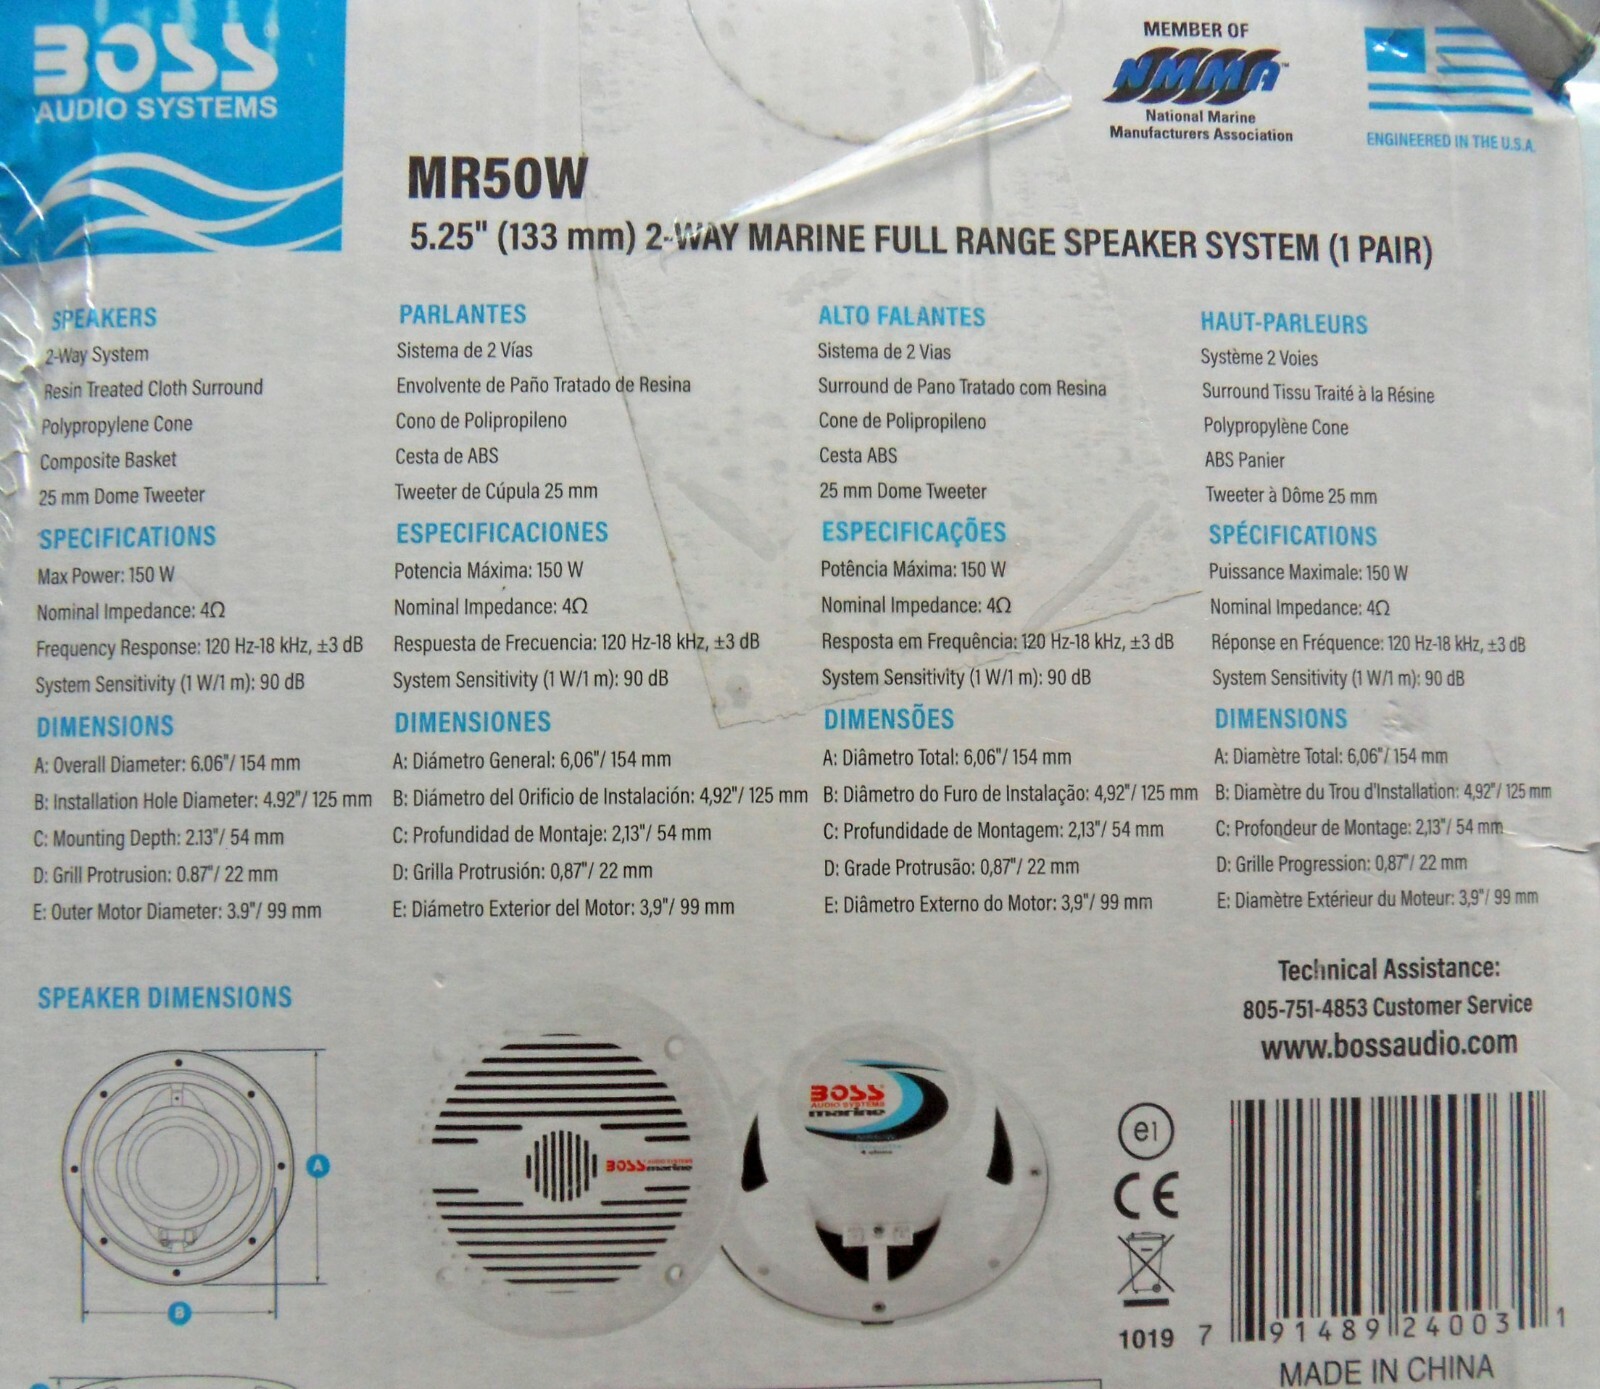 BOSS
AUDIO SYSTEMS
MEMBER OF
NMMA™
National Marine
Manufacturers Association
ENGINEERED IN THE U.S.A.
MR50W
5.25" (133 mm) 2-WAY MARINE FULL RANGE SPEAKER SYSTEM (1 PAIR)
SPEAKERS
2-Way System
Resin Treated Cloth Surround
Polypropylene Cone
Composite Basket
25 mm Dome Tweeter
SPECIFICATIONS
Max Power: 150 W
Nominal Impedance: 4Ω
Frequency Response: 120 Hz-18 kHz, ±3 dB
System Sensitivity (1 W/1 m): 90 dB
DIMENSIONS
A: Overall Diameter: 6.06"/ 154 mm
B: Installation Hole Diameter: 4.92"/ 125 mm
C: Mounting Depth: 2.13"/ 54 mm
D: Grill Protrusion: 0.87"/ 22 mm
E: Outer Motor Diameter: 3.9"/ 99 mm
PARLANTES
Sistema de 2 Vías
Envolvente de Paño Tratado de Resina
Cono de Polipropileno
Cesta de ABS
Tweeter de Cúpula 25 mm
ESPECIFICACIONES
Potencia Máxima: 150 W
Nominal Impedance: 4Ω
Respuesta de Frecuencia: 120 Hz-18 kHz, ±3 dB
System Sensitivity (1 W/1 m): 90 dB
DIMENSIONES
A: Diámetro General: 6,06"/ 154 mm
B: Diámetro del Orificio de Instalación: 4,92"/ 125 mm
C: Profundidad de Montaje: 2,13"/ 54 mm
D: Grilla Protrusión: 0,87"/ 22 mm
E: Diámetro Exterior del Motor: 3,9"/ 99 mm
ALTO FALANTES
Sistema de 2 Vias
Surround de Pano Tratado com Resina
Cone de Polipropileno
Cesta ABS
25 mm Dome Tweeter
ESPECIFICAÇÕES
Potência Máxima: 150 W
Nominal Impedance: 4Ω
Resposta em Frequência: 120 Hz-18 kHz, ±3 dB
System Sensitivity (1 W/1 m): 90 dB
DIMENSÕES
A: Diâmetro Total: 6,06"/ 154 mm
B: Diâmetro do Furo de Instalação: 4,92"/ 125 mm
C: Profundidade de Montagem: 2,13"/ 54 mm
D: Grade Protrusão: 0,87"/ 22 mm
E: Diâmetro Externo do Motor: 3,9"/ 99 mm
HAUT-PARLEURS
Système 2 Voies
Surround Tissu Traité à la Résine
Polypropylène Cone
ABS Panier
Tweeter à Dôme 25 mm
SPÉCIFICATIONS
Puissance Maximale: 150 W
Nominal Impedance: 4Ω
Réponse en Fréquence: 120 Hz-18 kHz, ±3 dB
System Sensitivity (1 W/1 m): 90 dB
DIMENSIONS
A: Diamètre Total: 6,06"/ 154 mm
B: Diamètre du Trou d'Installation: 4,92"/ 125 mm
C: Profondeur de Montage: 2,13"/ 54 mm
D: Grille Progression: 0,87"/ 22 mm
E: Diamètre Extérieur du Moteur: 3,9"/ 99 mm
SPEAKER DIMENSIONS
A
B
BOSS AUDIO SYSTEMS marine
BOSS
AUDIO SYSTEMS
marine
Technical Assistance:
805-751-4853 Customer Service
www.bossaudio.com
e1
CE
1019
7 91489 24003 1
MADE IN CHINA